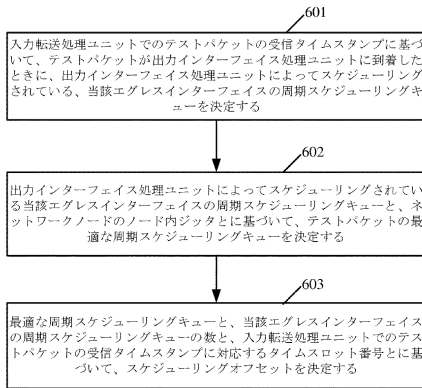 601
入力転送処理ユニットでのテストパケットの受信タイムスタンプに基づ
いて、テストパケットが出力インターフェイス処理ユニットに到着した
ときに、出力インターフェイス処理ユニットによってスケジューリング
されている、当該エグレスインターフェイスの周期スケジューリングキ
ューを決定する
602
出力インターフェイス処理ユニットによってスケジューリングされてい
る当該エグレスインターフェイスの周期スケジューリングキューと、ネ
ットワークノードのノード内ジッタとに基づいて、テストパケットの最
適な周期スケジューリングキューを決定する
603
最適な周期スケジューリングキューと、当該エグレスインターフェイス
の周期スケジューリングキューの数と、入力転送処理ユニットでのテス
トパケットの受信タイムスタンプに対応するタイムスロット番号とに基
づいて、スケジューリングオフセットを決定する